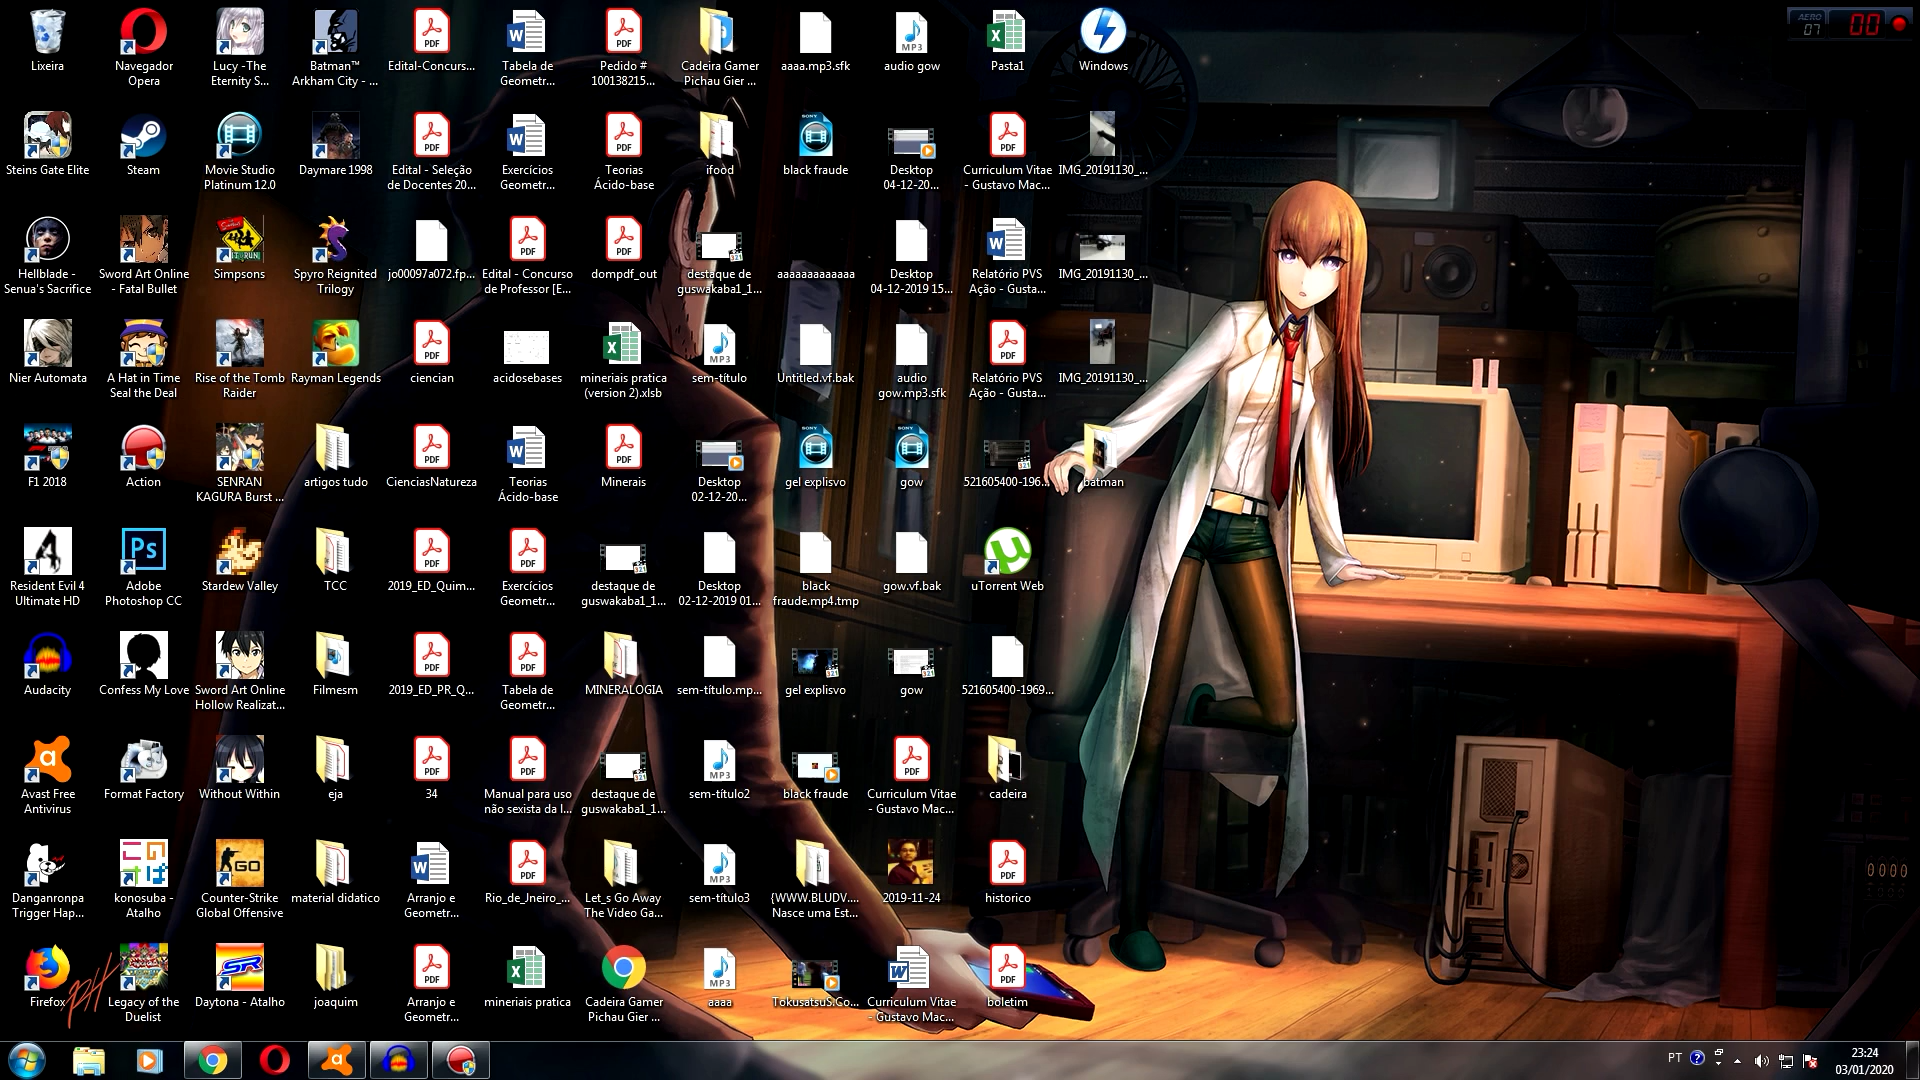 Lixeira
Navegador
Opera
Lucy -The
Eternity S...
Batman™
Arkham City - ...
Edital-Concurs...
Tabela de
Geometr...
Pedido #
100138215...
Cadeira Gamer
Pichau Gier ...
aaaa.mp3.sfk
audio gow
Pasta1
Windows
AERO
07
00
Steins Gate Elite
Steam
Movie Studio
Platinum 12.0
Daymare 1998
Edital - Seleção
de Docentes 20...
Exercícios
Geometr...
Teorias
Ácido-base
ifood
black fraude
Desktop
04-12-20...
Curriculum Vitae
- Gustavo Mac...
IMG_20191130_...
Hellblade -
Senua's Sacrifice
Sword Art Online
- Fatal Bullet
Simpsons
Spyro Reignited
Trilogy
jo00097a072.fp...
Edital - Concurso
de Professor [E...
dompdf_out
destaque de
guswakaba1_1...
aaaaaaaaaaaaa
Desktop
04-12-2019 15...
Relatório PVS
Ação - Gusta...
IMG_20191130_...
Nier Automata
A Hat in Time
Seal the Deal
Rise of the Tomb
Raider
Rayman Legends
ciencian
acidosebases
mineriais pratica
(version 2).xlsb
sem-título
Untitled.vf.bak
audio
gow.mp3.sfk
Relatório PVS
Ação - Gusta...
IMG_20191130_...
F1 2018
Action
SENRAN
KAGURA Burst ...
artigos tudo
CienciasNatureza
Teorias
Ácido-base
Minerais
Desktop
02-12-20...
gel explisvo
gow
521605400-196...
batman
Resident Evil 4
Ultimate HD
Adobe
Photoshop CC
Stardew Valley
TCC
2019_ED_Quim...
Exercícios
Geometr...
destaque de
guswakaba1_1...
Desktop
02-12-2019 01...
black
fraude.mp4.tmp
gow.vf.bak
uTorrent Web
Audacity
Confess My Love
Sword Art Online
Hollow Realizat...
Filmesm
2019_ED_PR_Q...
Tabela de
Geometr...
MINERALOGIA
sem-título.mp...
gel explisvo
gow
521605400-1969...
Avast Free
Antivirus
Format Factory
Without Within
eja
34
Manual para uso
não sexista da l...
destaque de
guswakaba1_1...
sem-título2
black fraude
Curriculum Vitae
- Gustavo Mac...
cadeira
Danganronpa
Trigger Hap...
konosuba -
Atalho
Counter-Strike
Global Offensive
material didatico
Arranjo e
Geometr...
Rio_de_Jneiro_...
Let_s Go Away
The Video Ga...
sem-título3
{WWW.BLUDV....
Nasce uma Est...
2019-11-24
historico
Firefox
Legacy of the
Duelist
Daytona - Atalho
joaquim
Arranjo e
Geometr...
mineriais pratica
Cadeira Gamer
Pichau Gier ...
aaaa
TokusatsuS.Co...
Curriculum Vitae
- Gustavo Mac...
boletim
PT
23:24
03/01/2020